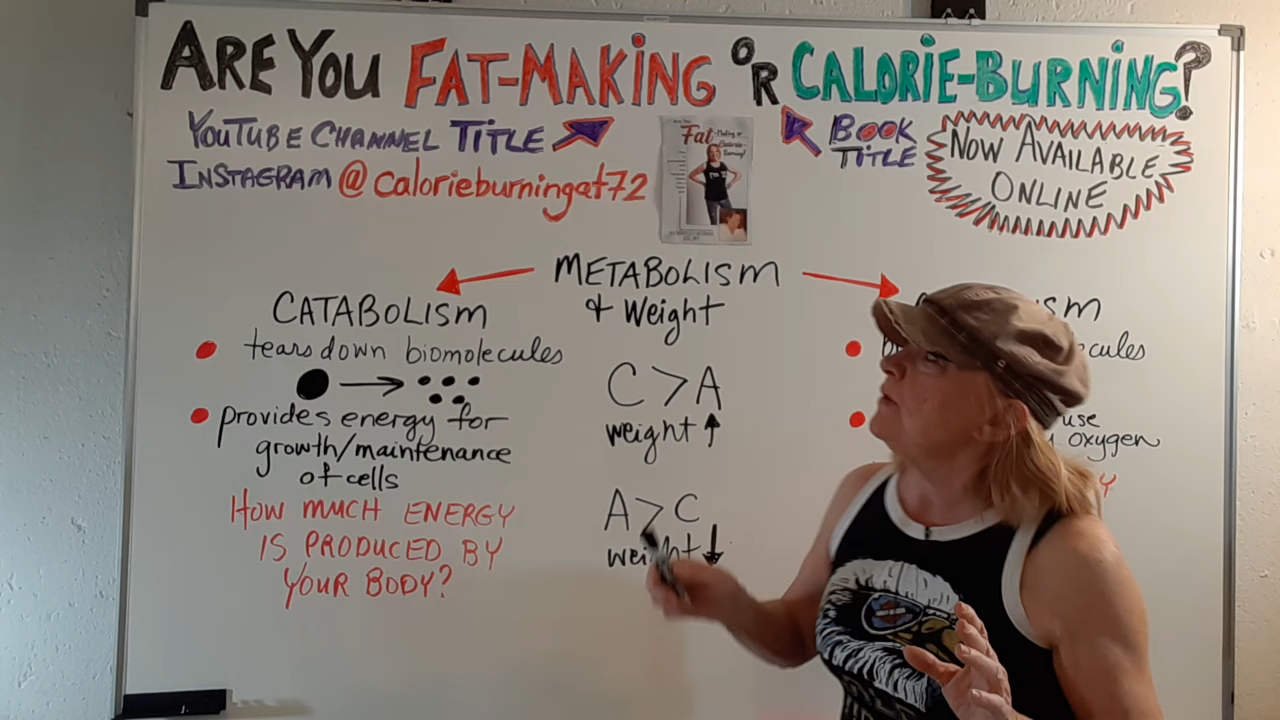 ARE YOU FAT-MAKING OR CALORIE-BURNING?
YOUTUBE CHANNEL TITLE
INSTAGRAM @calorieburningat72
Fat
BOOK
TITLE
NOW AVAILABLE
ONLINE
METABOLISM
& Weight
CATABOLISM
tears down biomolecules
provides energy for
growth/maintenance
of cells
HOW MUCH ENERGY
IS PRODUCED BY
YOUR BODY?
C > A
weight ↑
A > C
weight ↓
use
oxygen